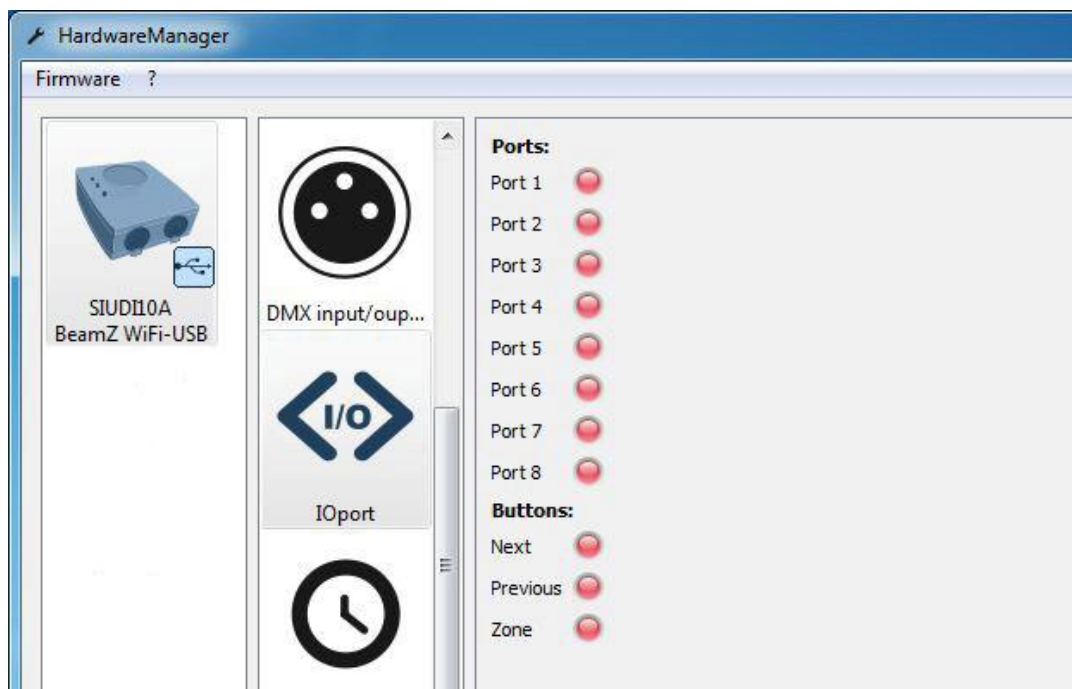 HardwareManager
Firmware ?
SIUDI10A
BeamZ WiFi-USB
DMX input/oup...
I/O
IOport
Ports:
Port 1
Port 2
Port 3
Port 4
Port 5
Port 6
Port 7
Port 8
Buttons:
Next
Previous
Zone